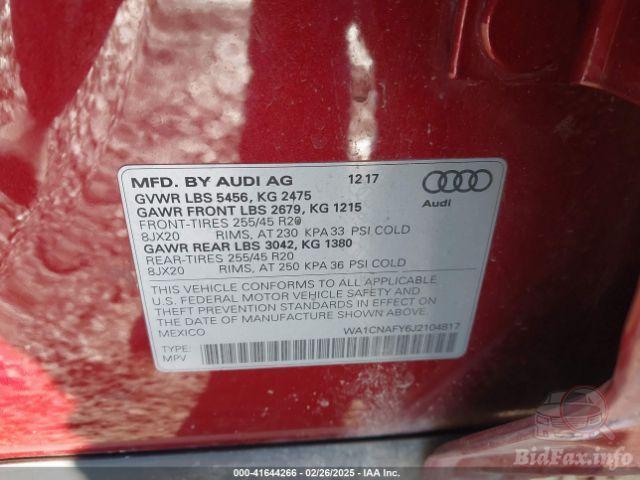 MFD. BY AUDI AG 12 17
GVWR LBS 5456, KG 2475
GAWR FRONT LBS 2679, KG 1215
FRONT-TIRES 255/45 R20
8JX20 RIMS, AT 230 KPA 33 PSI COLD
GAWR REAR LBS 3042, KG 1380
REAR-TIRES 255/45 R20
8JX20 RIMS, AT 250 KPA 36 PSI COLD
Audi
THIS VEHICLE CONFORMS TO ALL APPLICABLE
U.S. FEDERAL MOTOR VEHICLE SAFETY AND
THEFT PREVENTION STANDARDS IN EFFECT ON
THE DATE OF MANUFACTURE SHOWN ABOVE.
MEXICO WA1CNAFY6J2104817
TYPE:
MPV
BidFax.info
© - 41644266 - 02/26/2025 - IAA Inc.